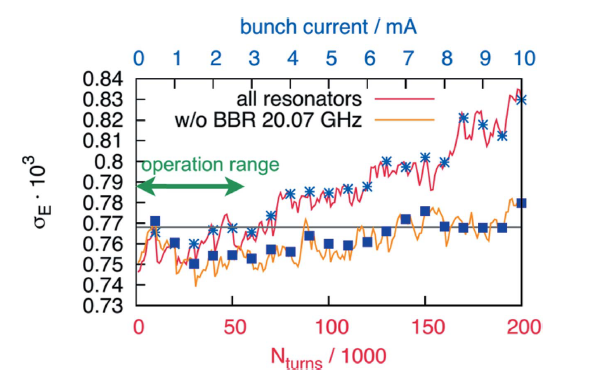 bunch current / mA
0 1 2 3 4 5 6 7 8 9 10
0.84
0.83
0.82
0.81
0.8
0.79
0.78
0.77
0.76
0.75
0.74
0.73
σE · 10³
all resonators
w/o BBR 20.07 GHz
operation range
0 50 100 150 200
Nturns / 1000